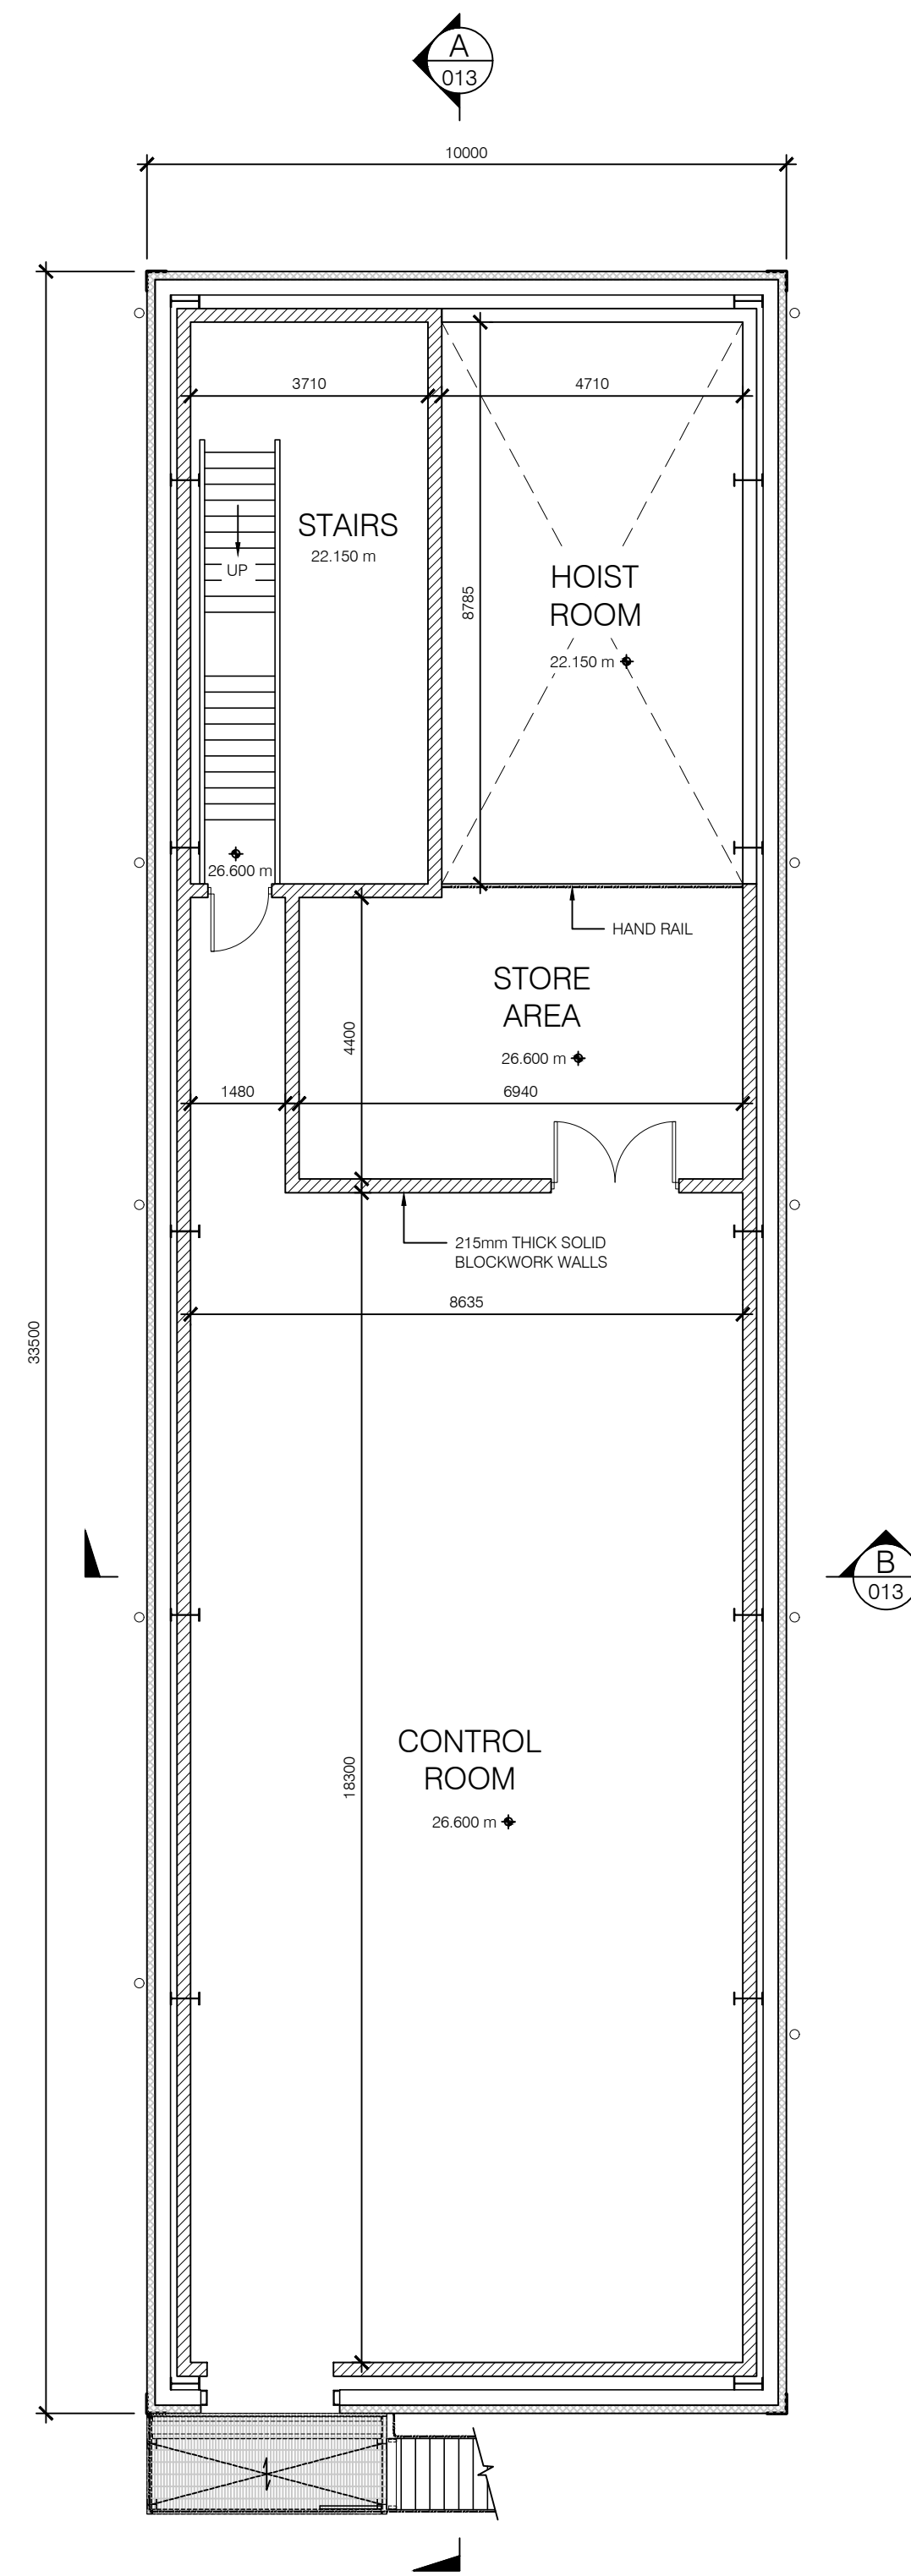 A
013
10000
3710
4710
STAIRS
22.150 m
UP
HOIST
ROOM
8785
22.150 m
26.600 m
HAND RAIL
STORE
AREA
4400
26.600 m
1480
6940
215mm THICK SOLID
BLOCKWORK WALLS
8635
33500
B
013
CONTROL
ROOM
18300
26.600 m